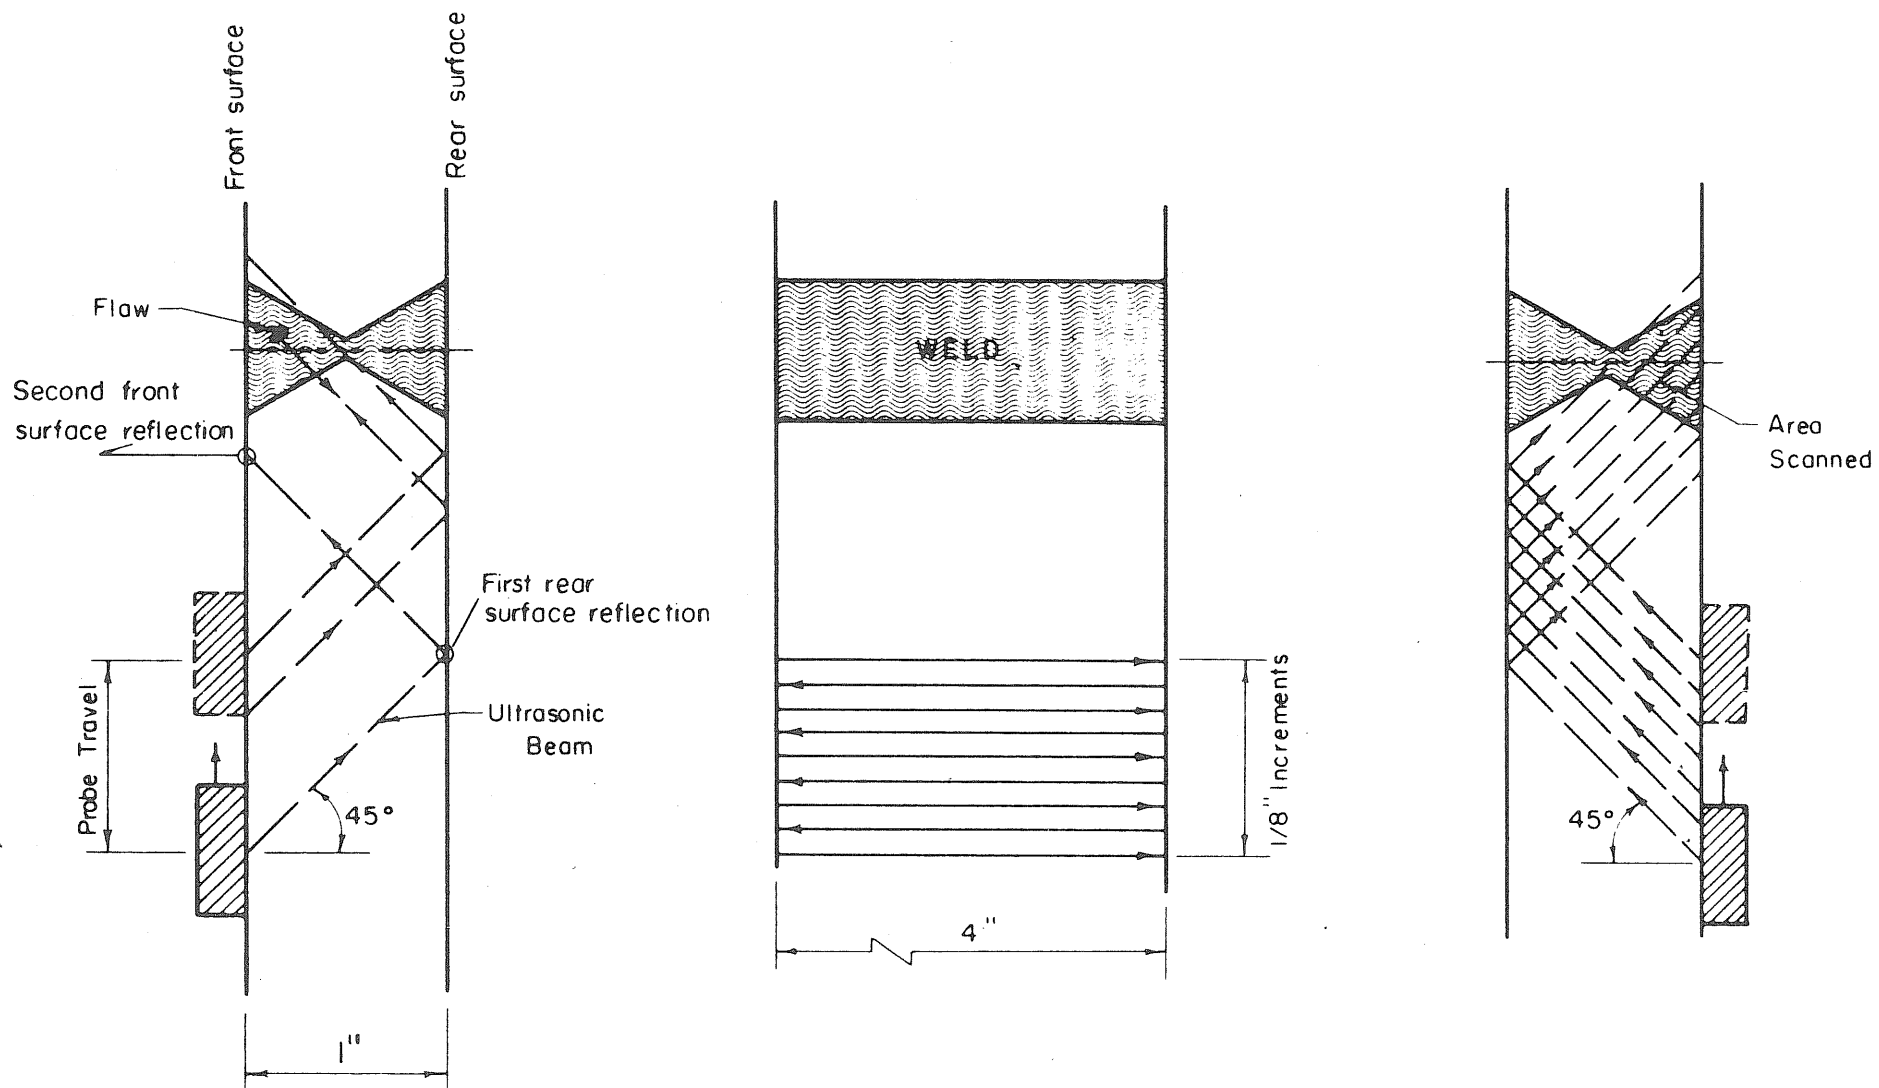 Front surface
Rear surface
Flaw
Second front
surface reflection
First rear
surface reflection
Probe Travel
Ultrasonic
Beam
45°
1"
WELD
1/8" Increments
4"
Area
Scanned
45°